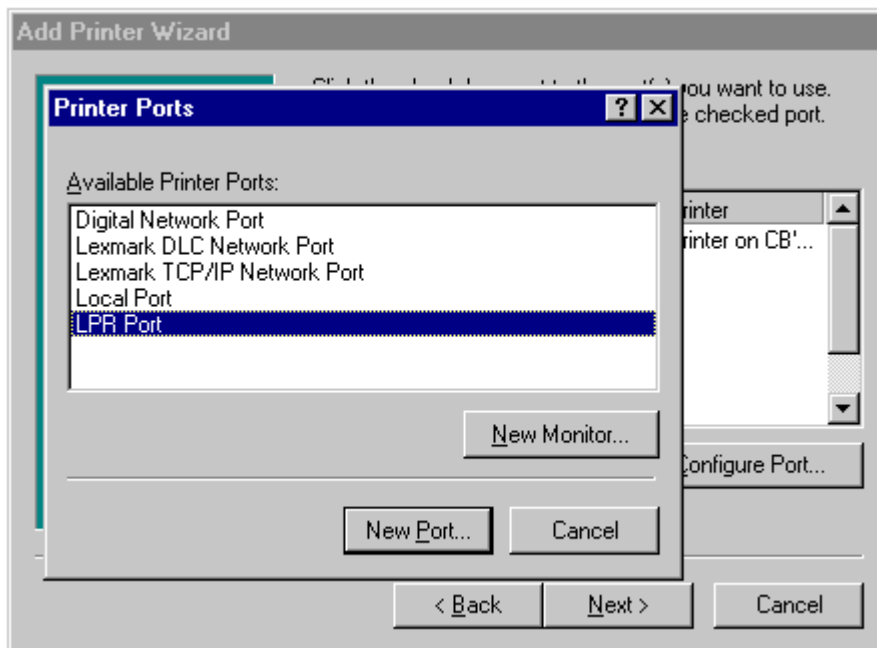 Add Printer Wizard
you want to use.
checked port.
Printer Ports
?
Available Printer Ports:
Digital Network Port
Lexmark DLC Network Port
Lexmark TCP/IP Network Port
Local Port
LPR Port
rinter
rinter on CB'...
New Monitor...
Configure Port...
New Port...
Cancel
< Back
Next >
Cancel